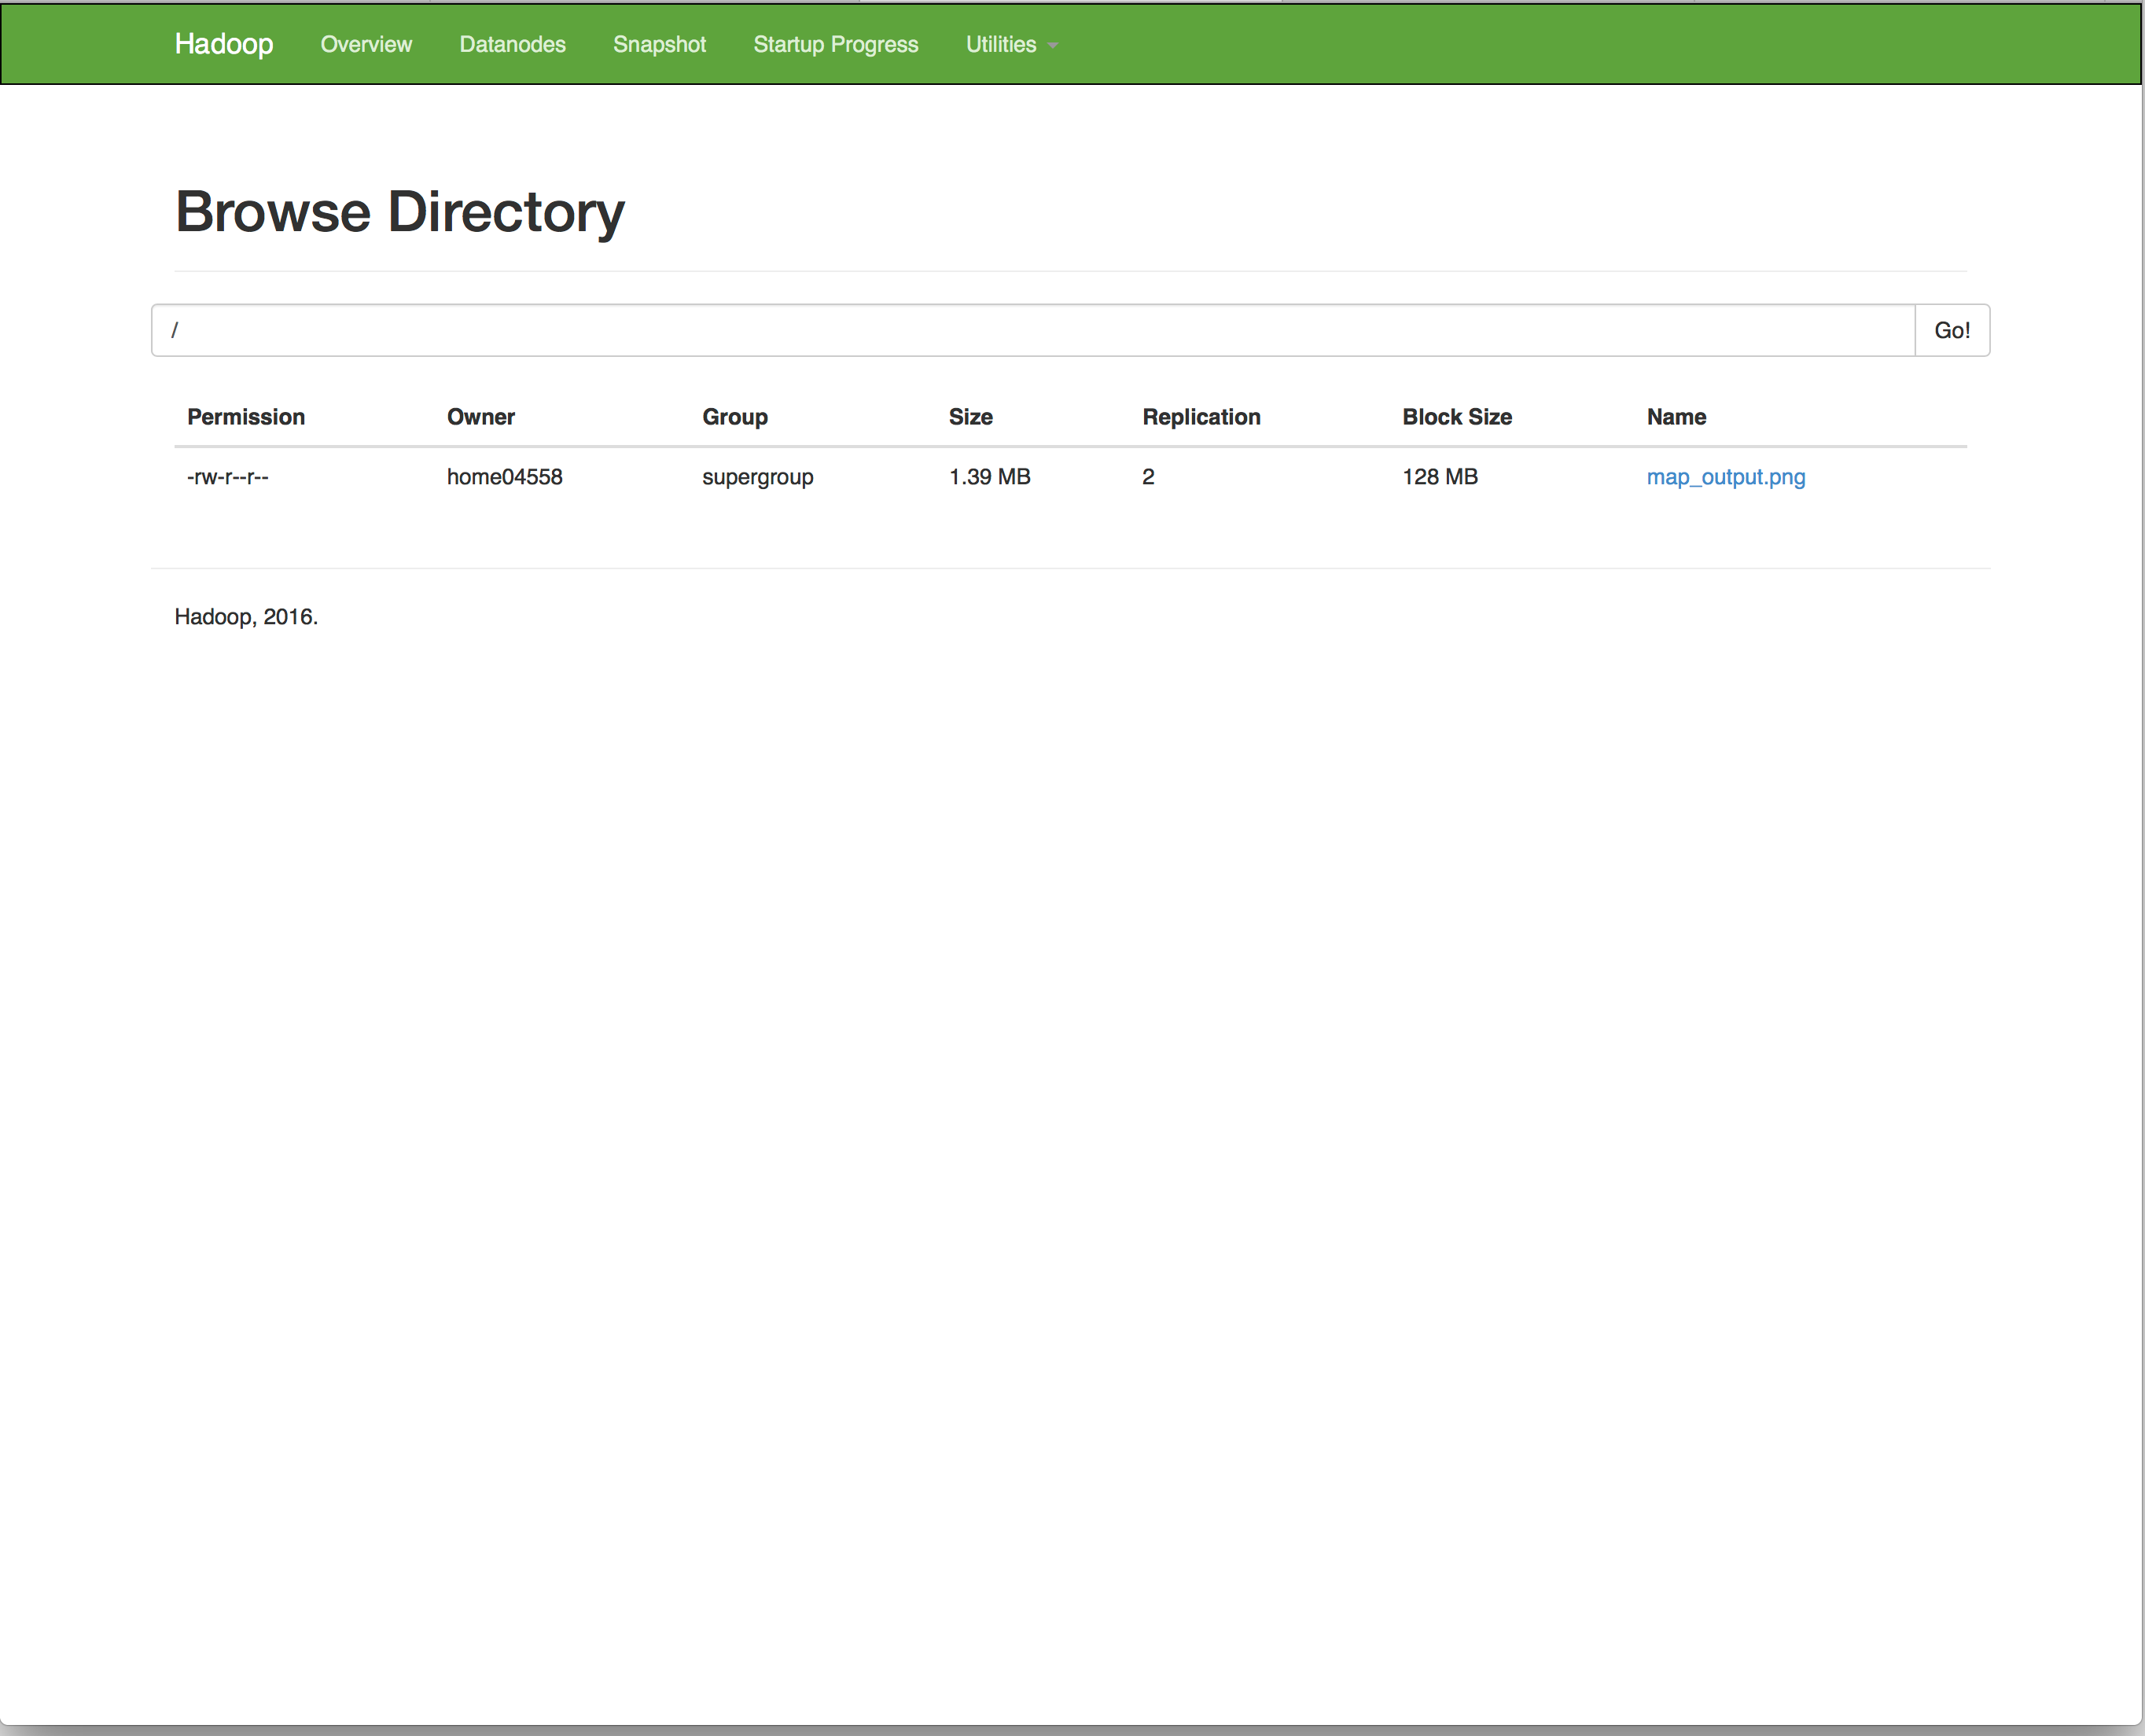 Hadoop Overview Datanodes Snapshot Startup Progress Utilities
Browse Directory
/ Go!
Permission Owner Group Size Replication Block Size Name
-rw-r--r-- home04558 supergroup 1.39 MB 2 128 MB map_output.png
Hadoop, 2016.